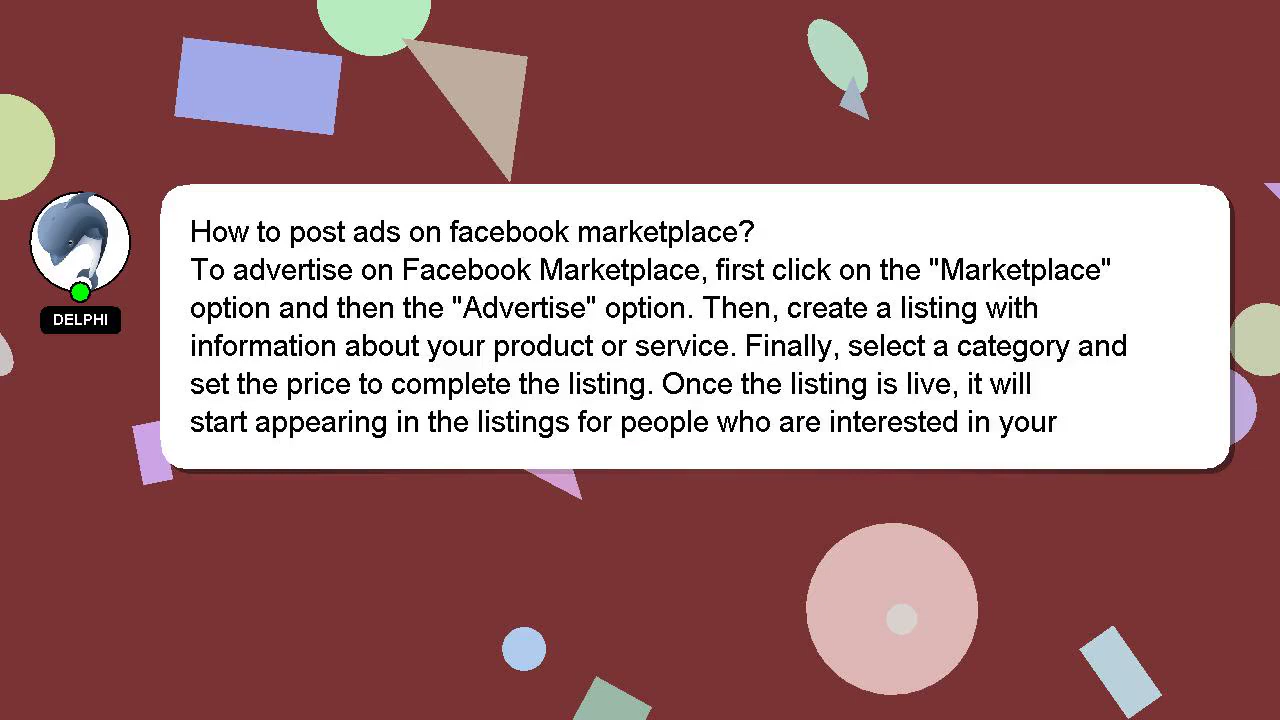 How to post ads on facebook marketplace?
To advertise on Facebook Marketplace, first click on the "Marketplace"
option and then the "Advertise" option. Then, create a listing with
information about your product or service. Finally, select a category and
set the price to complete the listing. Once the listing is live, it will
start appearing in the listings for people who are interested in your
DELPHI